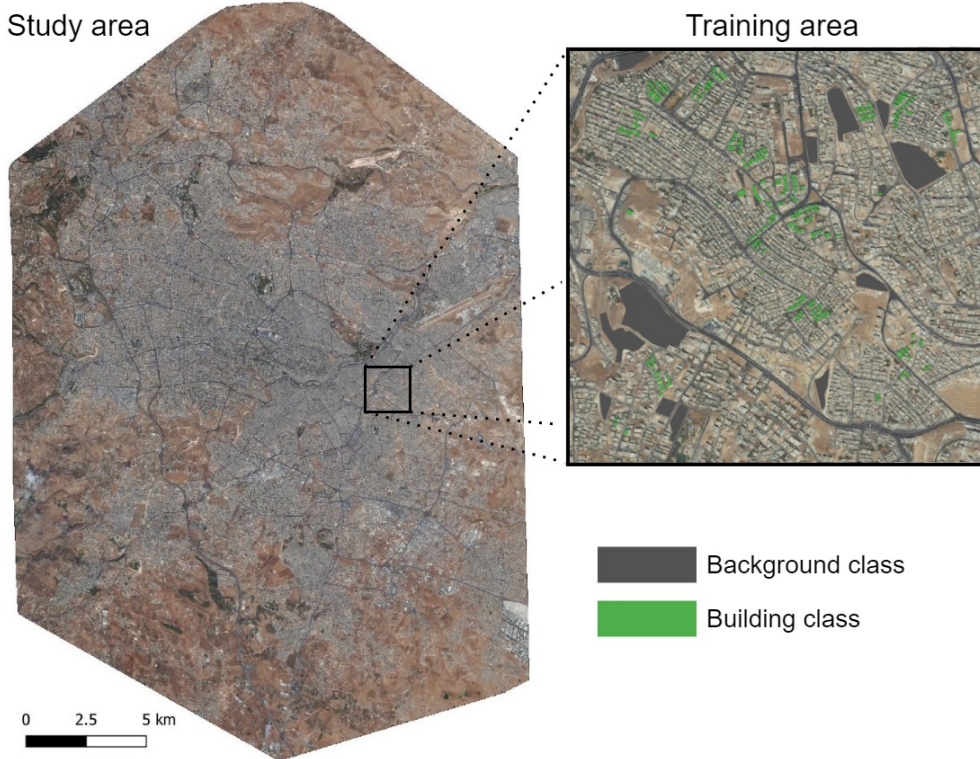 Study area
Training area
Background class
Building class
0 2.5 5 km